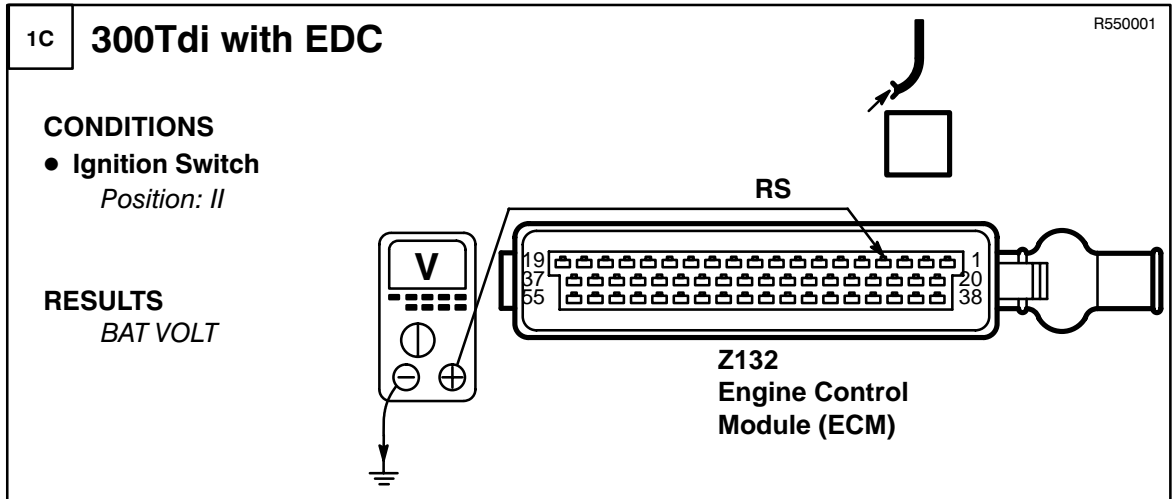 1C
300Tdi with EDC
R550001
CONDITIONS
● Ignition Switch
Position: II
RESULTS
BAT VOLT
V
RS
19
1
37
20
55
38
Z132
Engine Control
Module (ECM)